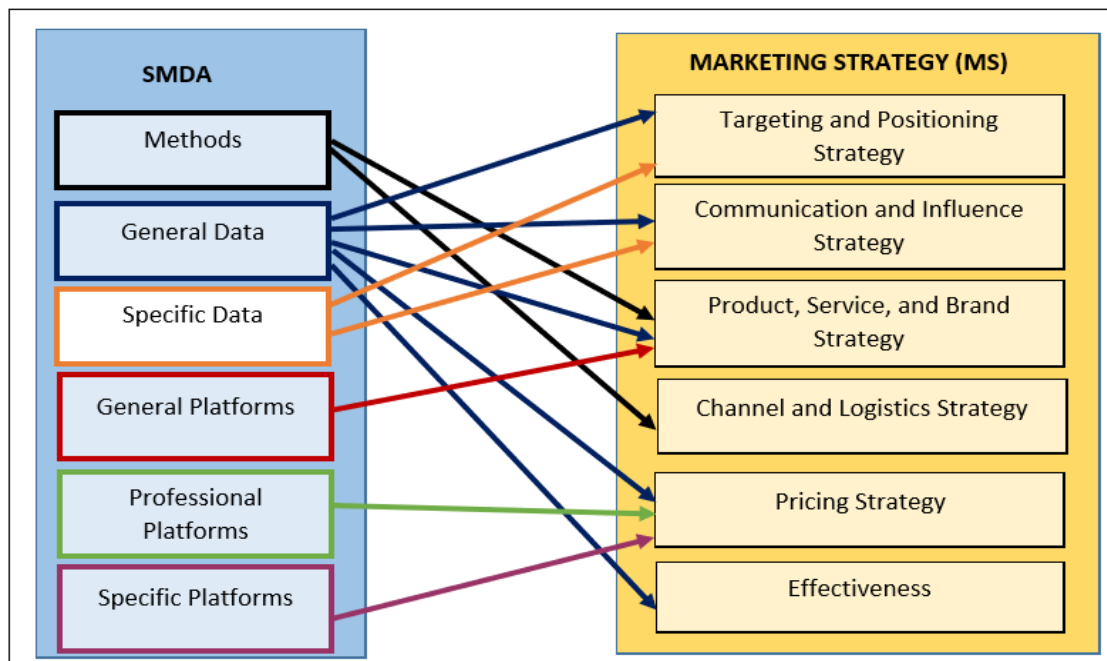 SMDA
Methods
General Data
Specific Data
General Platforms
Professional
Platforms
Specific Platforms
MARKETING STRATEGY (MS)
Targeting and Positioning
Strategy
Communication and Influence
Strategy
Product, Service, and Brand
Strategy
Channel and Logistics Strategy
Pricing Strategy
Effectiveness